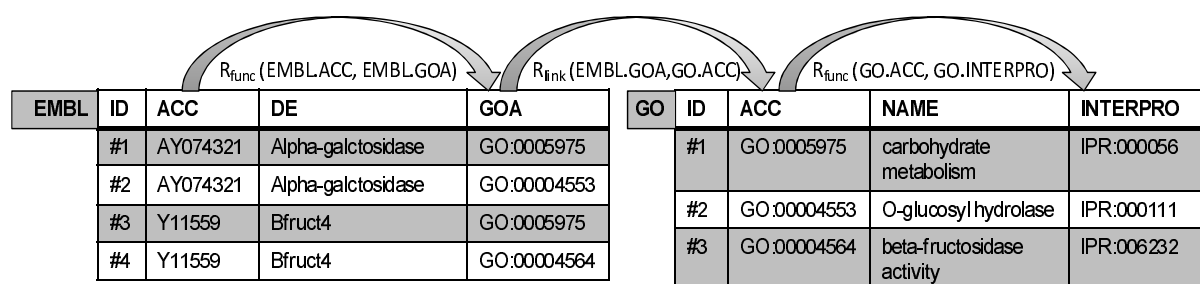 R_func (EMBL.ACC, EMBL.GOA) R_link (EMBL.GOA,GO.ACC) R_func (GO.ACC, GO.INTERPRO)
EMBL ID ACC DE GOA
#1 AY074321 Alpha-galctosidase GO:0005975
#2 AY074321 Alpha-galctosidase GO:00004553
#3 Y11559 Bfruct4 GO:0005975
#4 Y11559 Bfruct4 GO:00004564
GO ID ACC NAME INTERPRO
#1 GO:0005975 carbohydrate IPR:000056
metabolism
#2 GO:00004553 O-glucosyl hydrolase IPR:000111
#3 GO:00004564 beta-fructosidase IPR:006232
activity